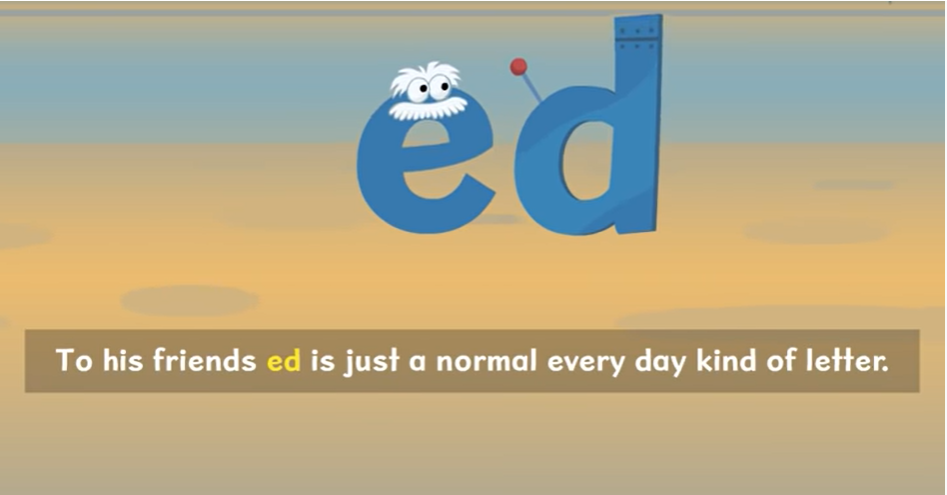 ed
To his friends ed is just a normal every day kind of letter.